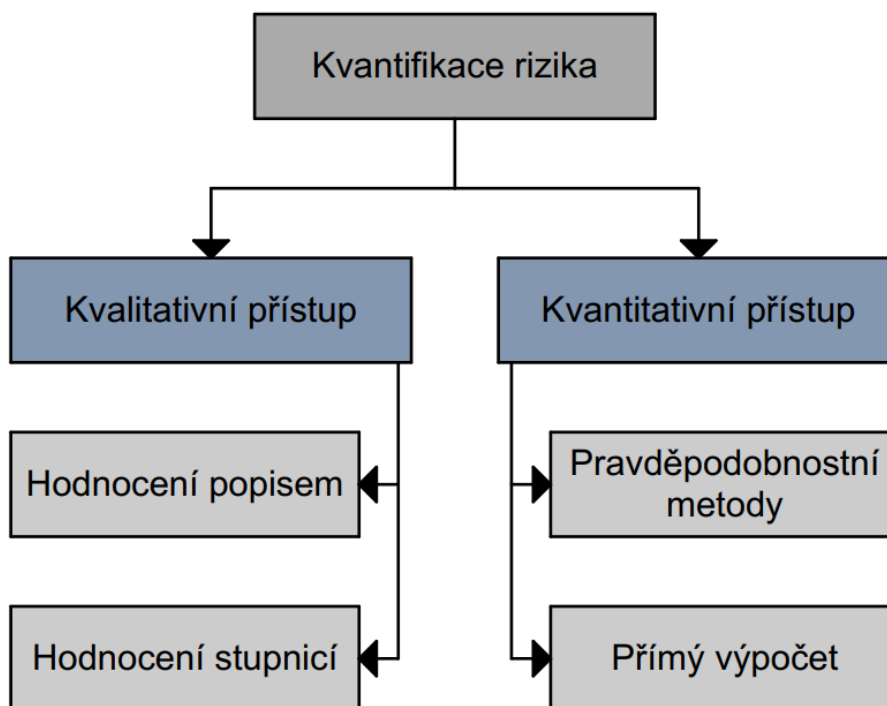 Kvantifikace rizika
Kvalitativní přístup
Kvantitativní přístup
Hodnocení popisem
Pravděpodobnostní
metody
Hodnocení stupnicí
Přímý výpočet